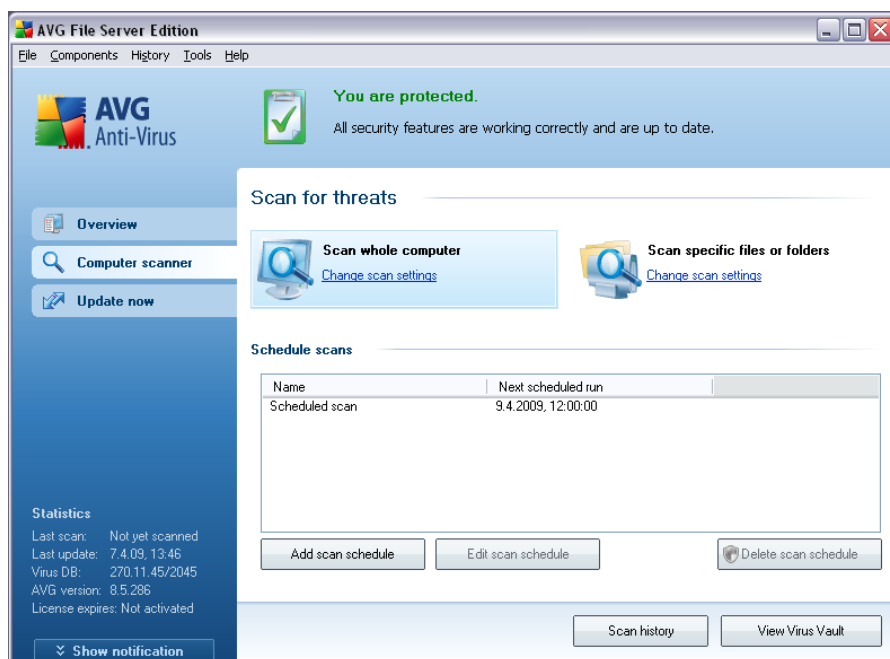 AVG File Server Edition
File Components History Tools Help
AVG
Anti-Virus
You are protected.
All security features are working correctly and are up to date.
Overview
Computer scanner
Update now
Scan for threats
Scan whole computer
Change scan settings
Scan specific files or folders
Change scan settings
Schedule scans
Name Next scheduled run
Scheduled scan 9.4.2009, 12:00:00
Add scan schedule Edit scan schedule Delete scan schedule
Statistics
Last scan: Not yet scanned
Last update: 7.4.09, 13:46
Virus DB: 270.11.45/2045
AVG version: 8.5.286
License expires: Not activated
Show notification
Scan history View Virus Vault